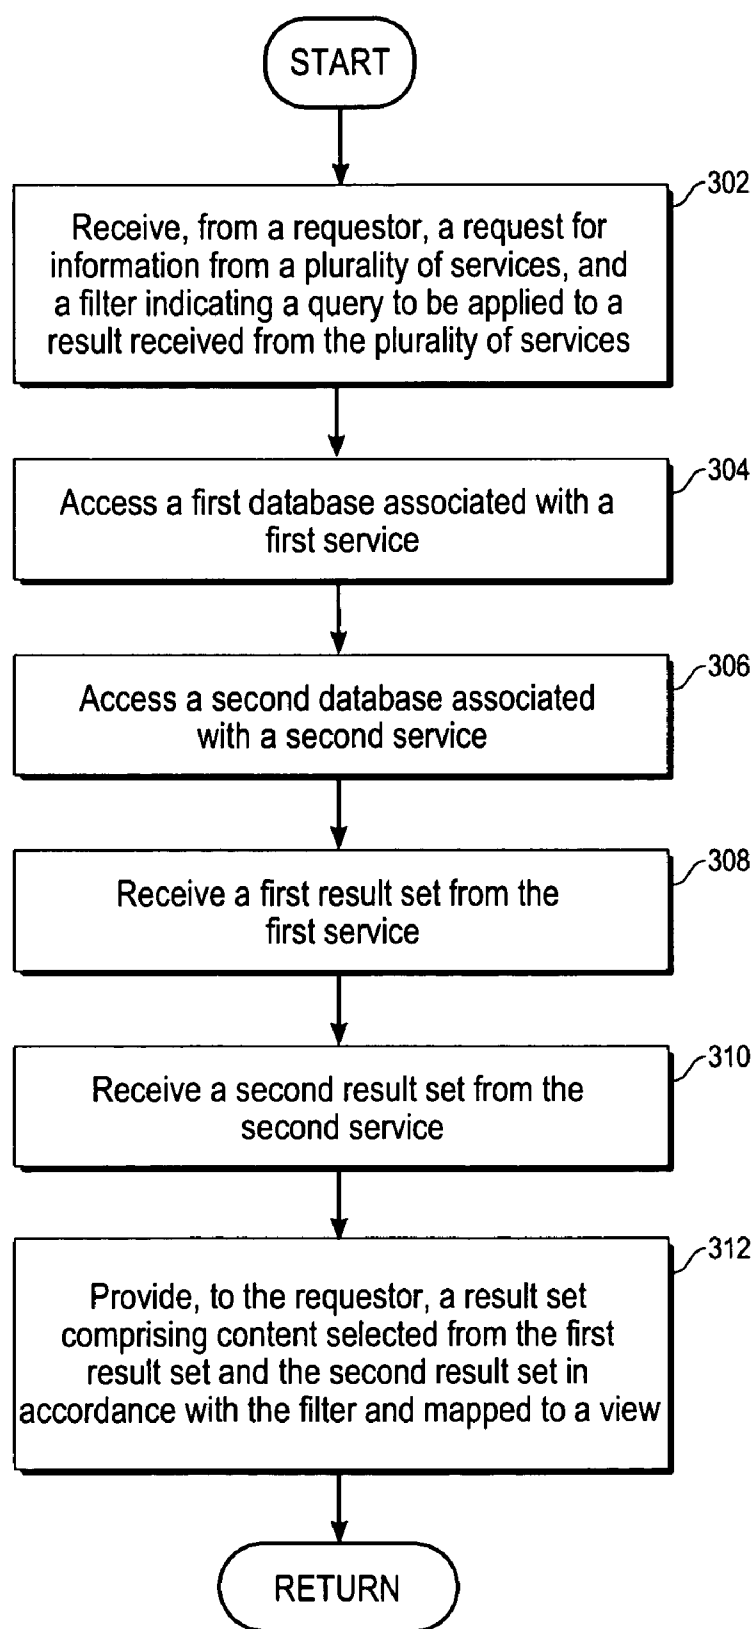 START
302
Receive, from a requestor, a request for
information from a plurality of services, and
a filter indicating a query to be applied to a
result received from the plurality of services
304
Access a first database associated with a
first service
306
Access a second database associated
with a second service
308
Receive a first result set from the
first service
310
Receive a second result set from the
second service
312
Provide, to the requestor, a result set
comprising content selected from the first
result set and the second result set in
accordance with the filter and mapped to a view
RETURN